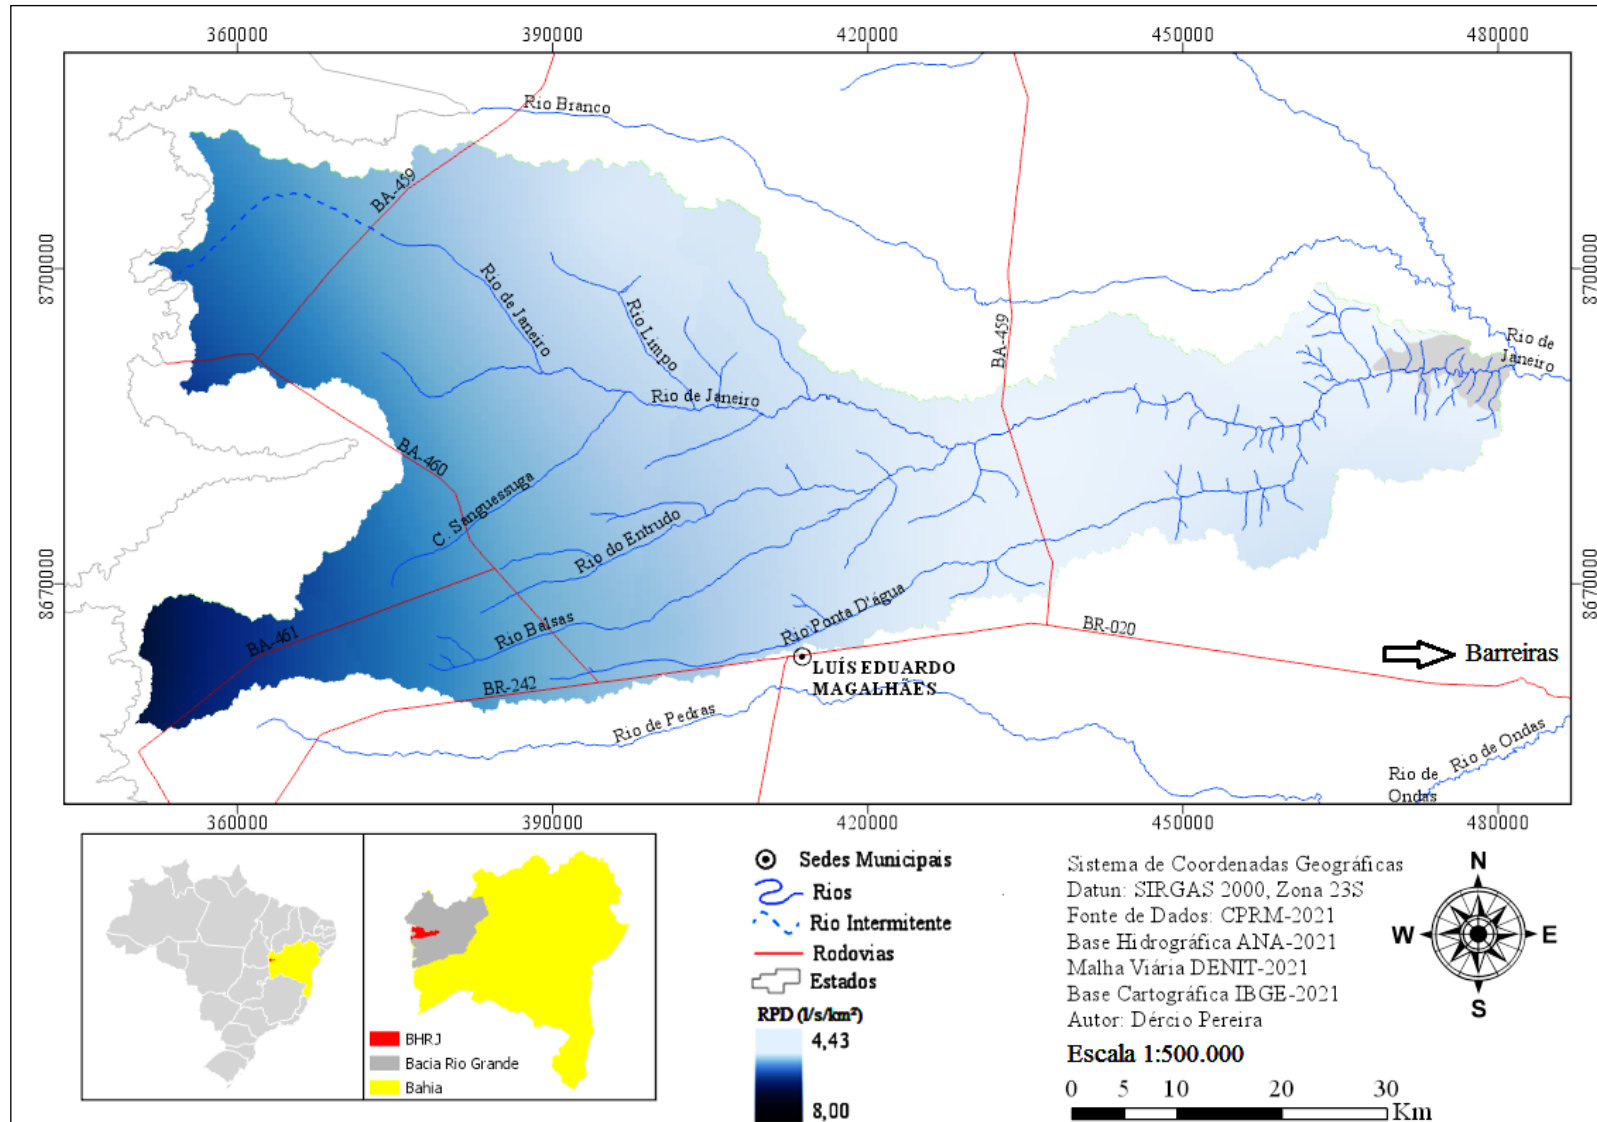 360000
390000
420000
450000
480000
8700000
8700000
8670000
8670000
Rio Branco
BA-459
Rio de Janeiro
Rio Limpo
BA-459
Rio de
Janeiro
Rio de Janeiro
BA-460
C. Sanguessuga
Rio do Entrudo
Rio Balsas
Rio Ponta D'água
BA-461
BR-020
Barreiras
BR-242
LUÍS EDUARDO
MAGALHÃES
Rio de Pedras
Rio de Ondas
Rio de
Ondas
360000
390000
420000
450000
480000
BHRJ
Bacia Rio Grande
Bahia
Sedes Municipais
Rios
Rio Intermitente
Rodovias
Estados
RPD (l/s/km²)
4,43
8,00
Sistema de Coordenadas Geográficas
Datun: SIRGAS 2000, Zona 23S
Fonte de Dados: CPRM-2021
Base Hidrográfica ANA-2021
Malha Viária DENIT-2021
Base Cartográfica IBGE-2021
Autor: Dércio Pereira
Escala 1:500.000
0 5 10 20 30
Km
N
W
E
S